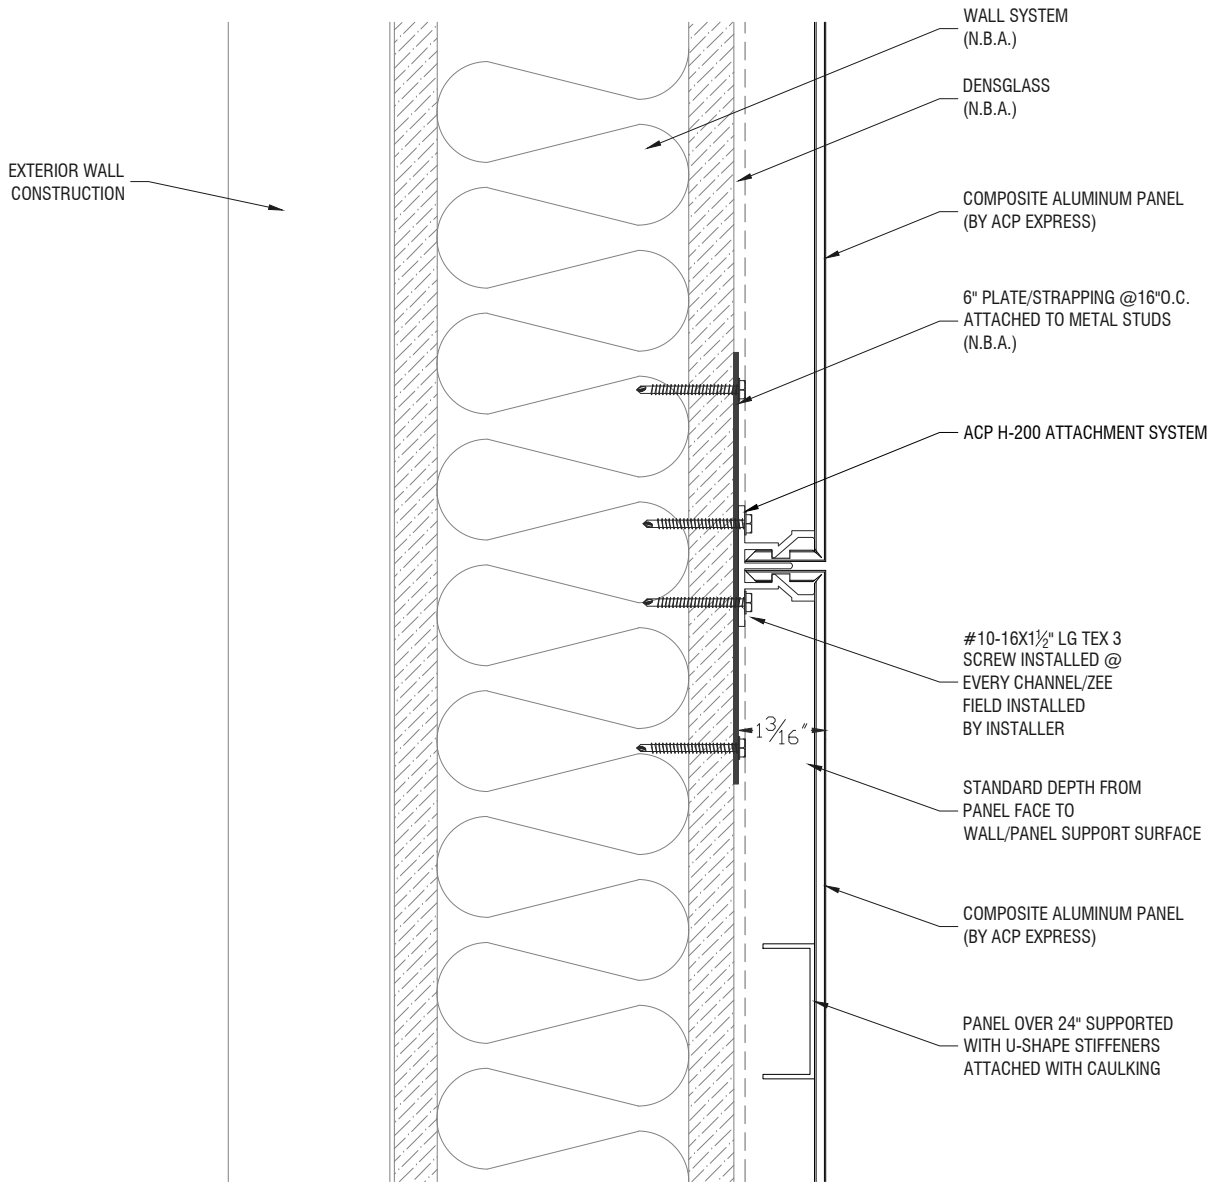 WALL SYSTEM
(N.B.A.)
DENSGLASS
(N.B.A.)
EXTERIOR WALL
CONSTRUCTION
COMPOSITE ALUMINUM PANEL
(BY ACP EXPRESS)
6" PLATE/STRAPPING @16"O.C.
ATTACHED TO METAL STUDS
(N.B.A.)
ACP H-200 ATTACHMENT SYSTEM
#10-16X1½" LG TEX 3
SCREW INSTALLED @
EVERY CHANNEL/ZEE
FIELD INSTALLED
BY INSTALLER
1 3/16"
STANDARD DEPTH FROM
PANEL FACE TO
WALL/PANEL SUPPORT SURFACE
COMPOSITE ALUMINUM PANEL
(BY ACP EXPRESS)
PANEL OVER 24" SUPPORTED
WITH U-SHAPE STIFFENERS
ATTACHED WITH CAULKING